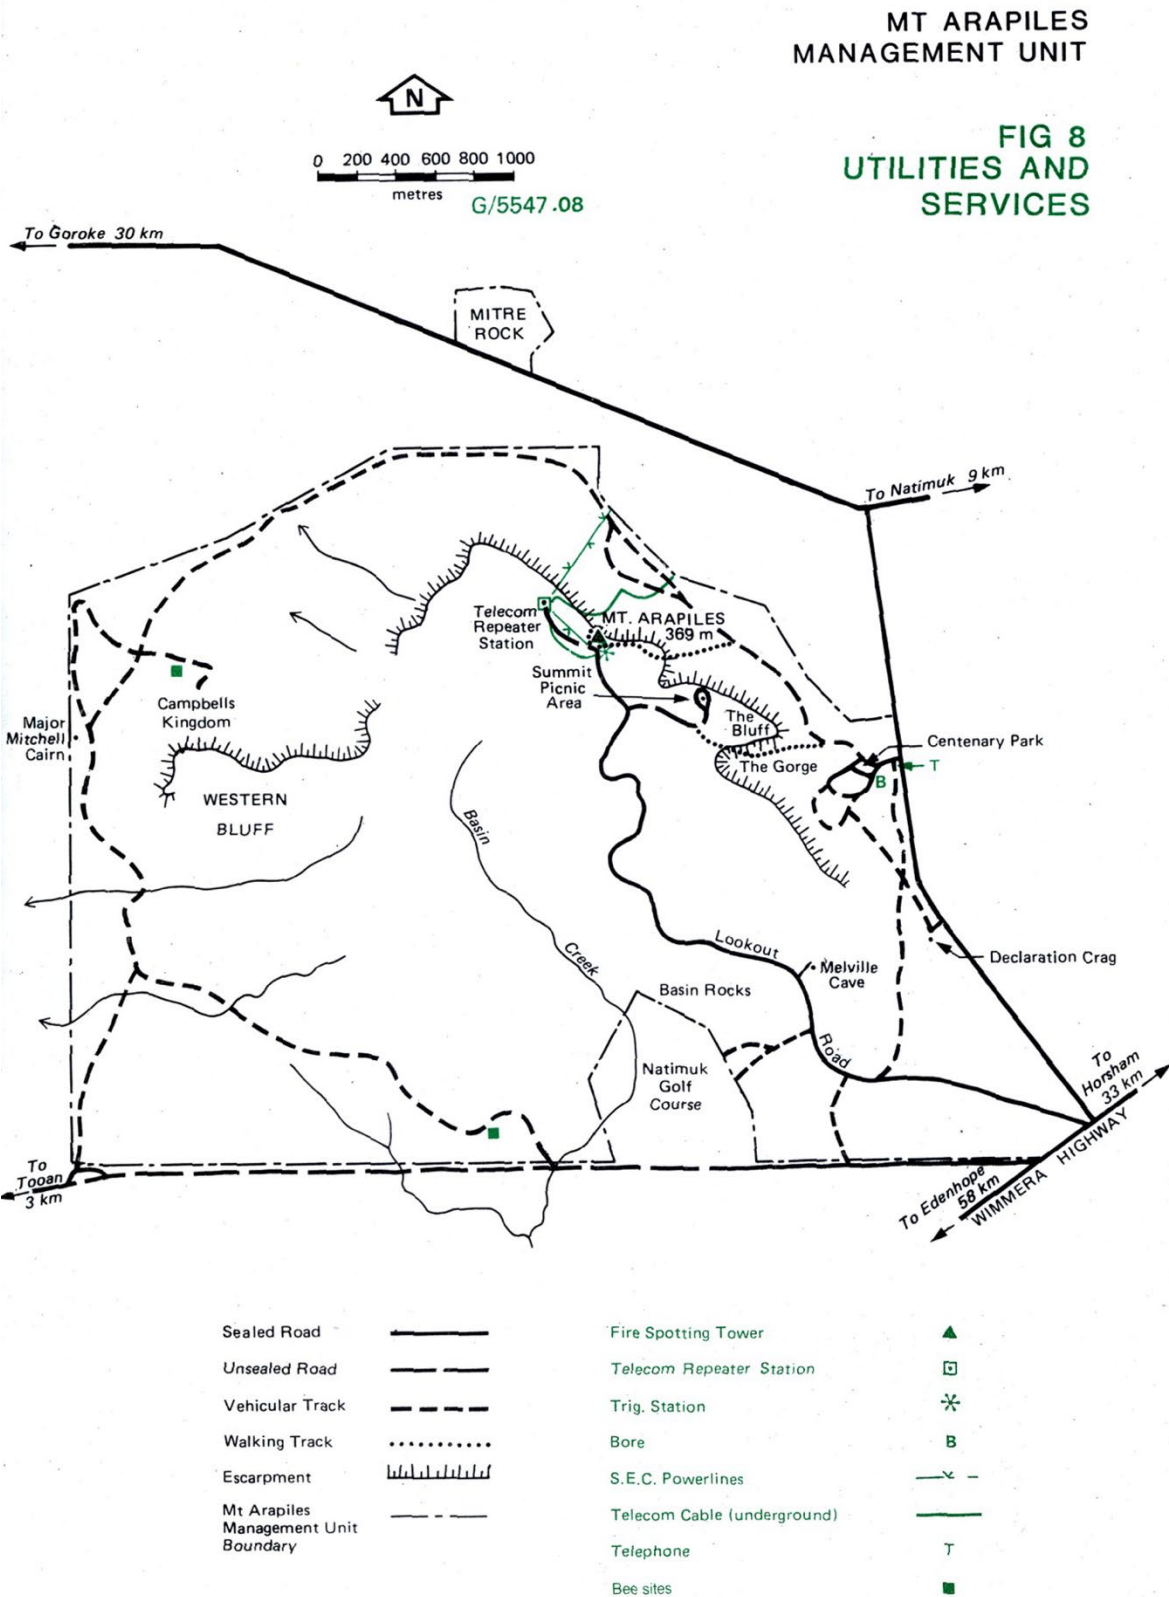 MT ARAPILES
MANAGEMENT UNIT
FIG 8
UTILITIES AND
SERVICES
N
0 200 400 600 800 1000
metres
G/5547.08
To Goroke 30 km
MITRE
ROCK
To Natimuk 9 km
Telecom
Repeater
Station
MT. ARAPILES
369 m
Summit
Picnic
Area
The
Bluff
The Gorge
Centenary Park
T
B
Campbells
Kingdom
Major
Mitchell
Cairn
WESTERN
BLUFF
Basin
Creek
Lookout
Road
Melville
Cave
Declaration Crag
Basin Rocks
Natimuk
Golf
Course
To
Horsham
33 km
To
Tooan
3 km
To Edenhope
58 km
WIMMERA HIGHWAY
Sealed Road
Unsealed Road
Vehicular Track
Walking Track
Escarpment
Mt Arapiles
Management Unit
Boundary
Fire Spotting Tower
Telecom Repeater Station
Trig. Station
Bore B
S.E.C. Powerlines
Telecom Cable (underground)
Telephone T
Bee sites